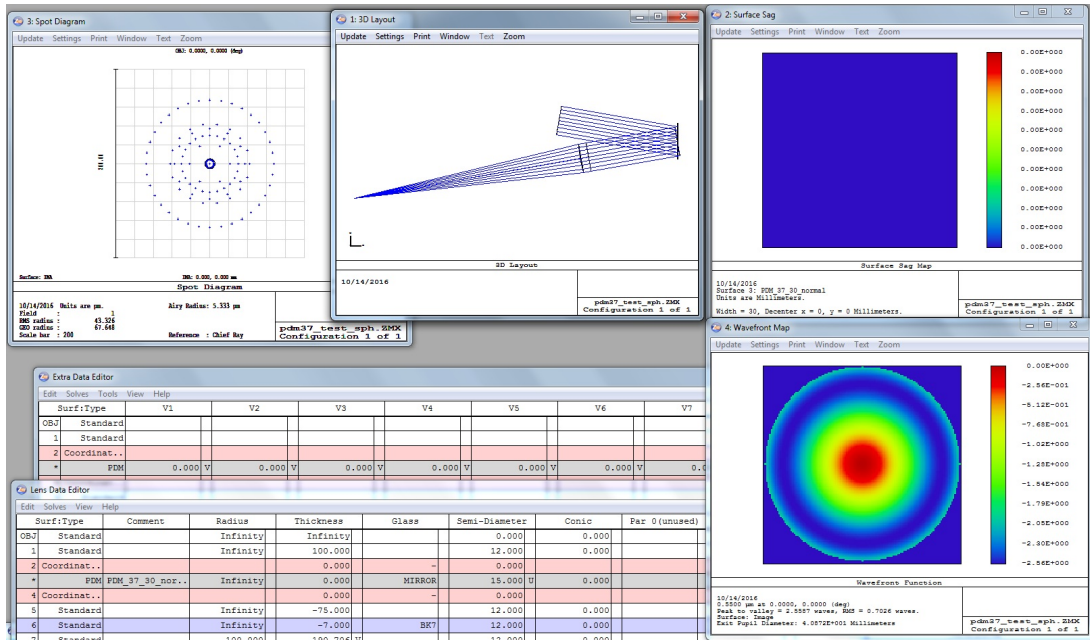 3: Spot Diagram
Update Settings Print Window Text Zoom
OBJ: 0.0000, 0.0000 (deg)
Surface: IMA
IMA: 0.000, 0.000 mm
Spot Diagram
10/14/2016 Units are µm.
Airy Radius: 5.333 µm
Field : 1
RMS radius : 43.326
GEO radius : 67.648
Scale bar : 200
Reference : Chief Ray
pdm37_test_sph.ZMX
Configuration 1 of 1
1: 3D Layout
Update Settings Print Window Text Zoom
3D Layout
10/14/2016
pdm37_test_sph.ZMX
Configuration 1 of 1
2: Surface Sag
Update Settings Print Window Text Zoom
0.00E+000
0.00E+000
0.00E+000
0.00E+000
0.00E+000
0.00E+000
0.00E+000
0.00E+000
0.00E+000
0.00E+000
0.00E+000
Surface Sag Map
10/14/2016
Surface 3: PDM_37_30_normal
Units are Millimeters.
Width = 30, Decenter x = 0, y = 0 Millimeters.
pdm37_test_sph.ZMX
Configuration 1 of 1
4: Wavefront Map
Update Settings Print Window Text Zoom
0.00E+000
-2.56E-001
-5.12E-001
-7.68E-001
-1.02E+000
-1.28E+000
-1.54E+000
-1.79E+000
-2.05E+000
-2.30E+000
-2.56E+000
Wavefront Function
10/14/2016
0.5500 µm at 0.0000, 0.0000 (deg)
Peak to valley = 2.5587 waves, RMS = 0.7026 waves.
Surface: Image
Exit Pupil Diameter: 4.0872E+001 Millimeters
pdm37_test_sph.ZMX
Configuration 1 of 1
Extra Data Editor
Edit Solves Tools View Help
Surf:Type V1 V2 V3 V4 V5 V6 V7
OBJ Standard
1 Standard
2 Coordinat..
* PDM 0.000 V 0.000 V 0.000 V 0.000 V 0.000 V 0.000 V 0.0
Lens Data Editor
Edit Solves View Help
Surf:Type Comment Radius Thickness Glass Semi-Diameter Conic Par 0(unused)
OBJ Standard Infinity Infinity 0.000 0.000
1 Standard Infinity 100.000 12.000 0.000
2 Coordinat.. 0.000 - 0.000
* PDM PDM_37_30_nor.. Infinity 0.000 MIRROR 15.000 U 0.000
4 Coordinat.. 0.000 - 0.000
5 Standard Infinity -75.000 12.000 0.000
6 Standard Infinity -7.000 BK7 12.000 0.000